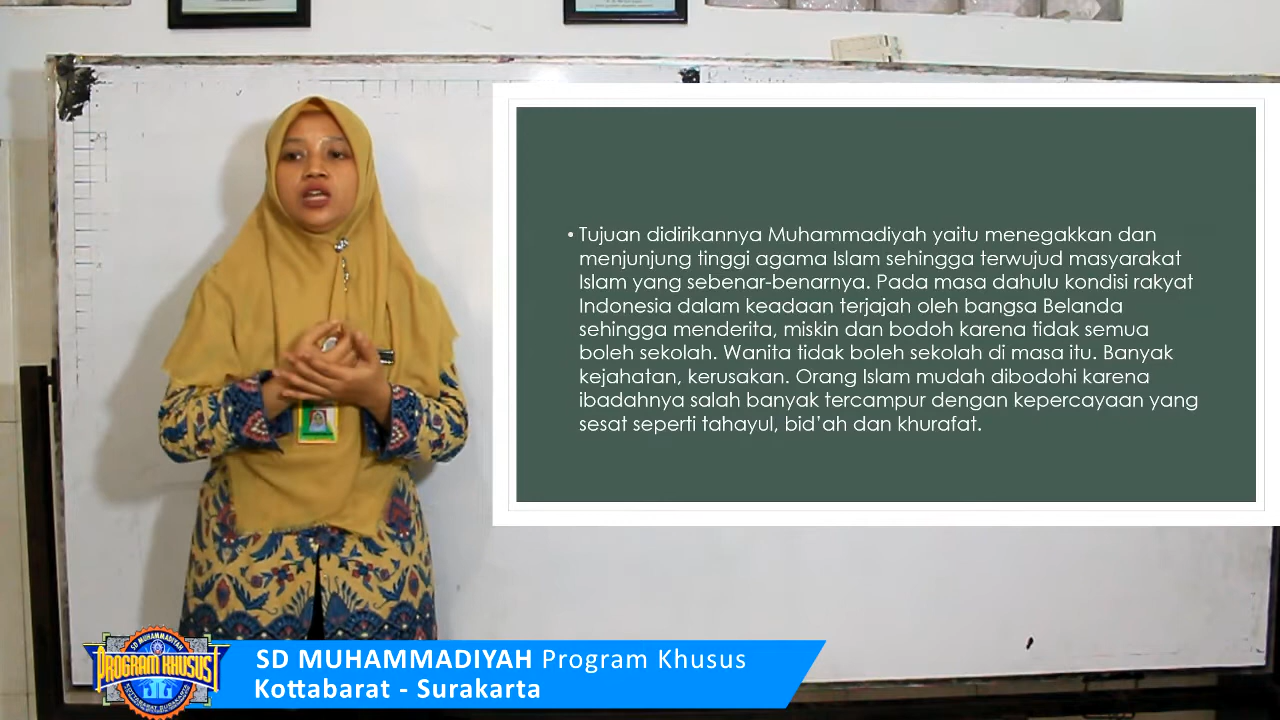 • Tujuan didirikannya Muhammadiyah yaitu menegakkan dan
menjunjung tinggi agama Islam sehingga terwujud masyarakat
Islam yang sebenar-benarnya. Pada masa dahulu kondisi rakyat
Indonesia dalam keadaan terjajah oleh bangsa Belanda
sehingga menderita, miskin dan bodoh karena tidak semua
boleh sekolah. Wanita tidak boleh sekolah di masa itu. Banyak
kejahatan, kerusakan. Orang Islam mudah dibodohi karena
ibadahnya salah banyak tercampur dengan kepercayaan yang
sesat seperti tahayul, bid’ah dan khurafat.
SD MUHAMMADIYAH
PROGRAM KHUSUS
KOTTABARAT SURAKARTA
SD MUHAMMADIYAH Program Khusus
Kottabarat - Surakarta